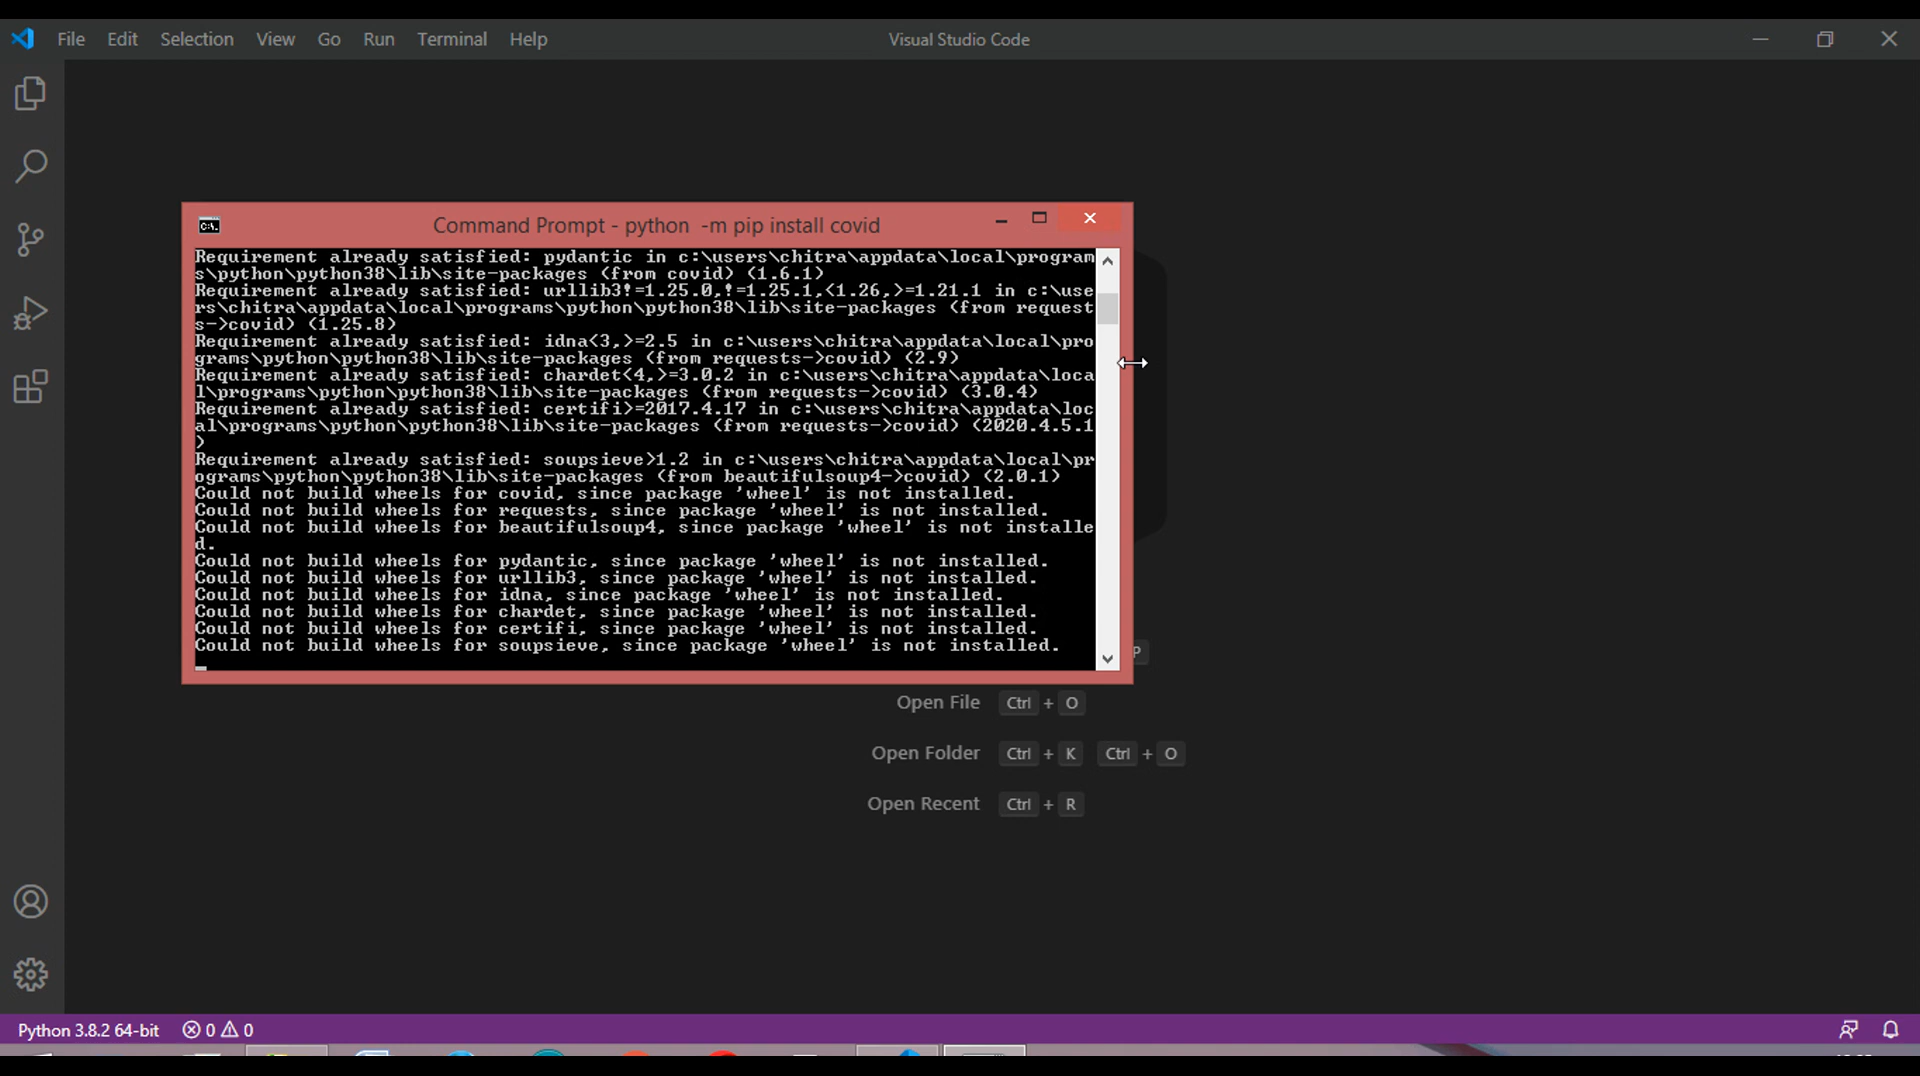 File Edit Selection View Go Run Terminal Help
Visual Studio Code
Command Prompt - python -m pip install covid
Requirement already satisfied: pydantic in c:\users\chitra\appdata\local\program
s\python\python38\lib\site-packages (from covid) (1.6.1)
Requirement already satisfied: urllib3!=1.25.0,!=1.25.1,<1.26,>=1.21.1 in c:\use
rs\chitra\appdata\local\programs\python\python38\lib\site-packages (from request
s->covid) (1.25.8)
Requirement already satisfied: idna<3,>=2.5 in c:\users\chitra\appdata\local\pro
grams\python\python38\lib\site-packages (from requests->covid) (2.9)
Requirement already satisfied: chardet<4,>=3.0.2 in c:\users\chitra\appdata\loca
l\programs\python\python38\lib\site-packages (from requests->covid) (3.0.4)
Requirement already satisfied: certifi>=2017.4.17 in c:\users\chitra\appdata\loc
al\programs\python\python38\lib\site-packages (from requests->covid) (2020.4.5.1
)
Requirement already satisfied: soupsieve>1.2 in c:\users\chitra\appdata\local\pr
ograms\python\python38\lib\site-packages (from beautifulsoup4->covid) (2.0.1)
Could not build wheels for covid, since package 'wheel' is not installed.
Could not build wheels for requests, since package 'wheel' is not installed.
Could not build wheels for beautifulsoup4, since package 'wheel' is not installe
d.
Could not build wheels for pydantic, since package 'wheel' is not installed.
Could not build wheels for urllib3, since package 'wheel' is not installed.
Could not build wheels for idna, since package 'wheel' is not installed.
Could not build wheels for chardet, since package 'wheel' is not installed.
Could not build wheels for certifi, since package 'wheel' is not installed.
Could not build wheels for soupsieve, since package 'wheel' is not installed.
P
Open File Ctrl + O
Open Folder Ctrl + K Ctrl + O
Open Recent Ctrl + R
Python 3.8.2 64-bit 0 0